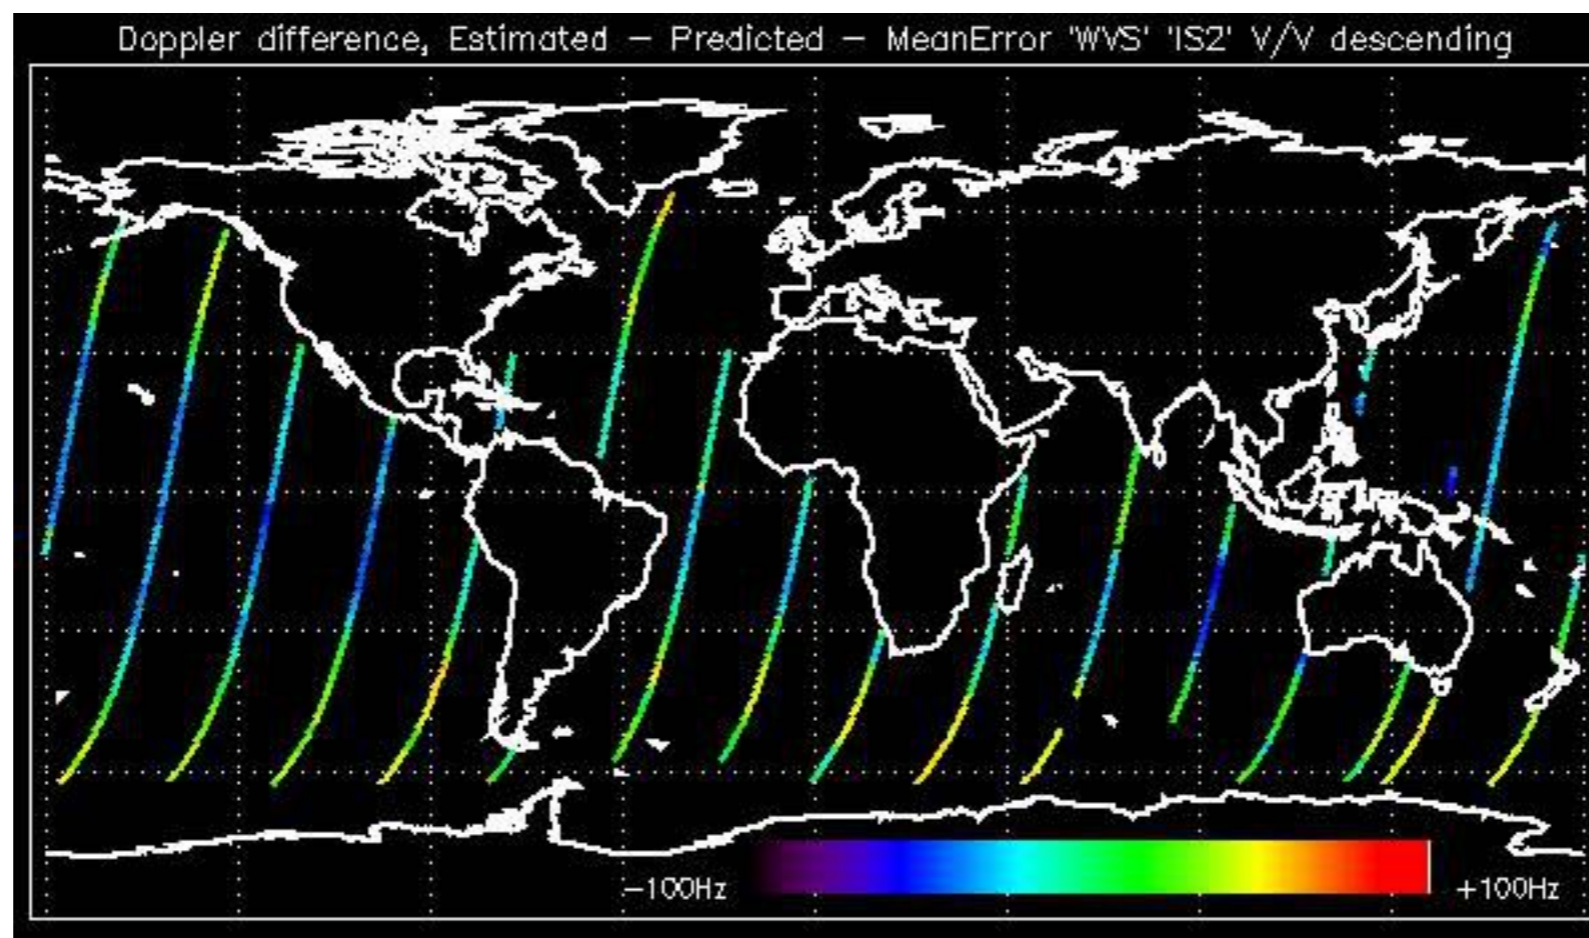 Doppler difference, Estimated – Predicted – MeanError 'WVS' 'IS2' V/V descending
–100Hz
+100Hz